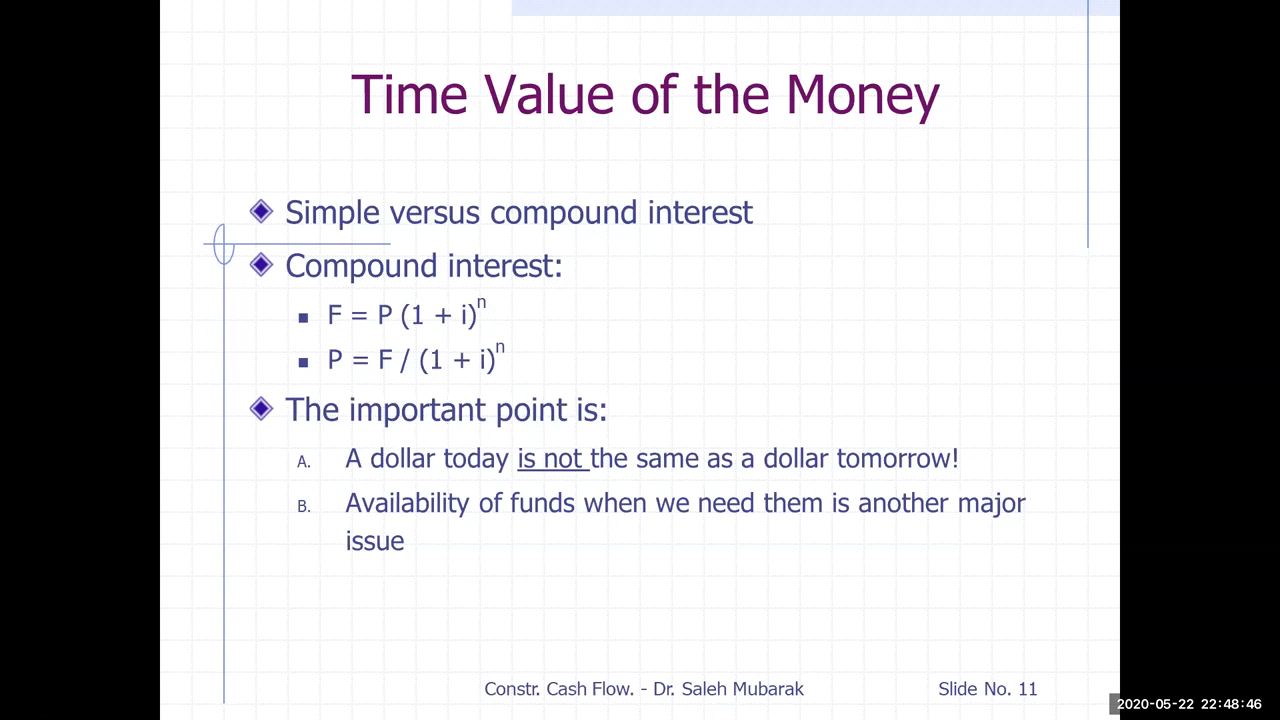 Time Value of the Money
Simple versus compound interest
Compound interest:
F = P (1 + i)ⁿ
P = F / (1 + i)ⁿ
The important point is:
A. A dollar today is not the same as a dollar tomorrow!
B. Availability of funds when we need them is another major
issue
Constr. Cash Flow. - Dr. Saleh Mubarak
Slide No. 11
2020-05-22 22:48:46